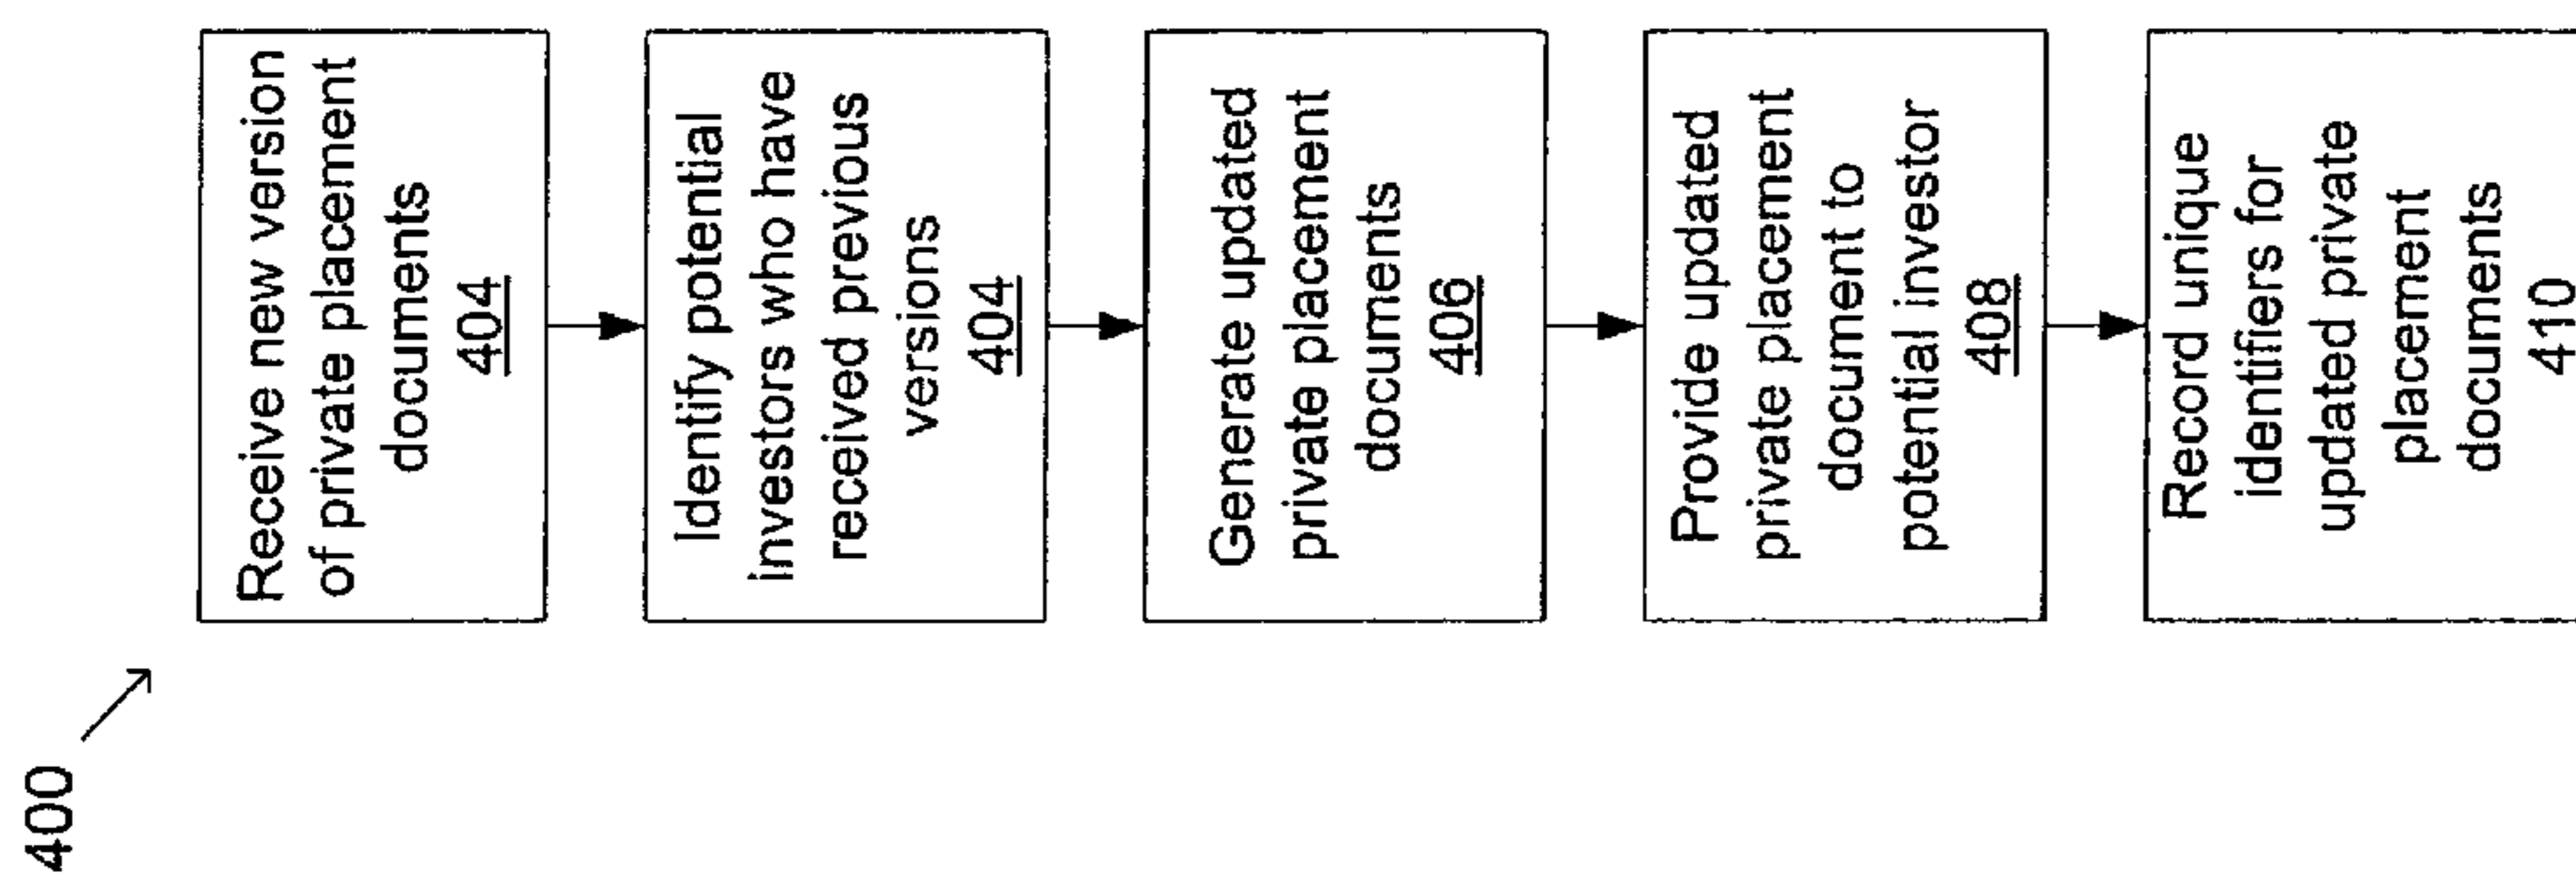 400
Receive new version
of private placement
documents
404
Identify potential
investors who have
received previous
versions
404
Generate updated
private placement
documents
406
Provide updated
private placement
document to
potential investor
408
Record unique
identifiers for
updated private
placement
documents
410